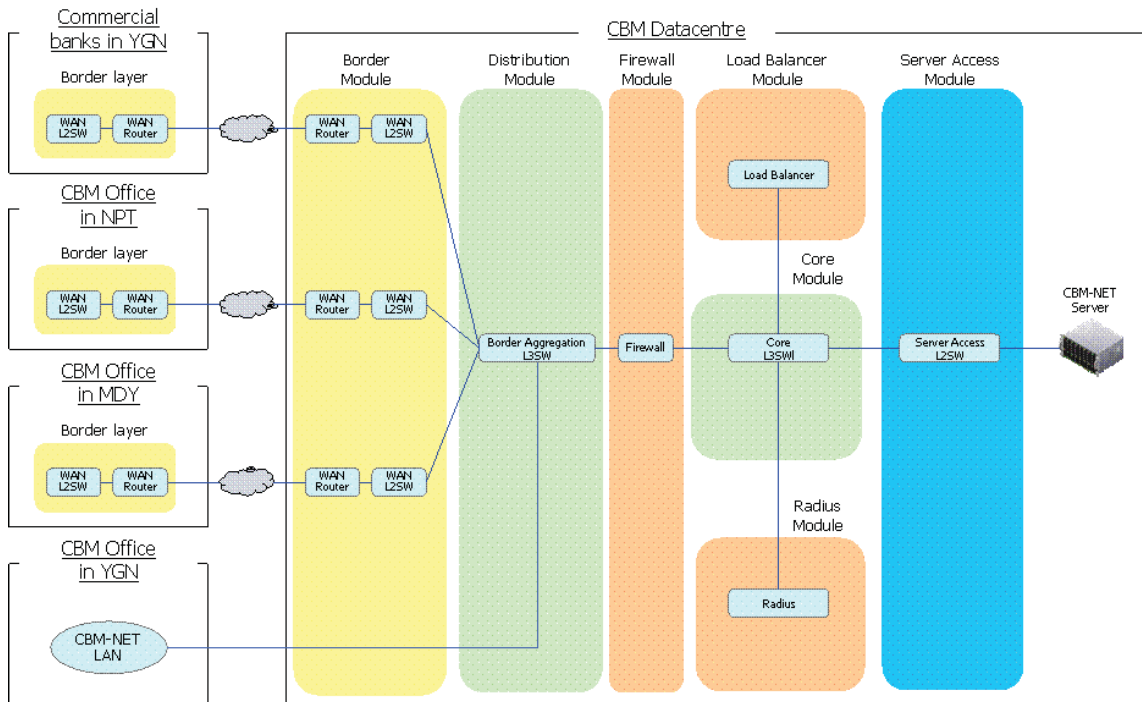 Commercial
banks in YGN
Border layer
WAN
L2SW
WAN
Router
CBM Office
in NPT
Border layer
WAN
L2SW
WAN
Router
CBM Office
in MDY
Border layer
WAN
L2SW
WAN
Router
CBM Office
in YGN
CBM-NET
LAN
CBM Datacentre
Border
Module
WAN
Router
WAN
L2SW
WAN
Router
WAN
L2SW
WAN
Router
WAN
L2SW
Distribution
Module
Border Aggregation
L3SW
Firewall
Module
Firewall
Load Balancer
Module
Load Balancer
Core
Module
Core
L3SWl
Radius
Module
Radius
Server Access
Module
Server Access
L2SW
CBM-NET
Server